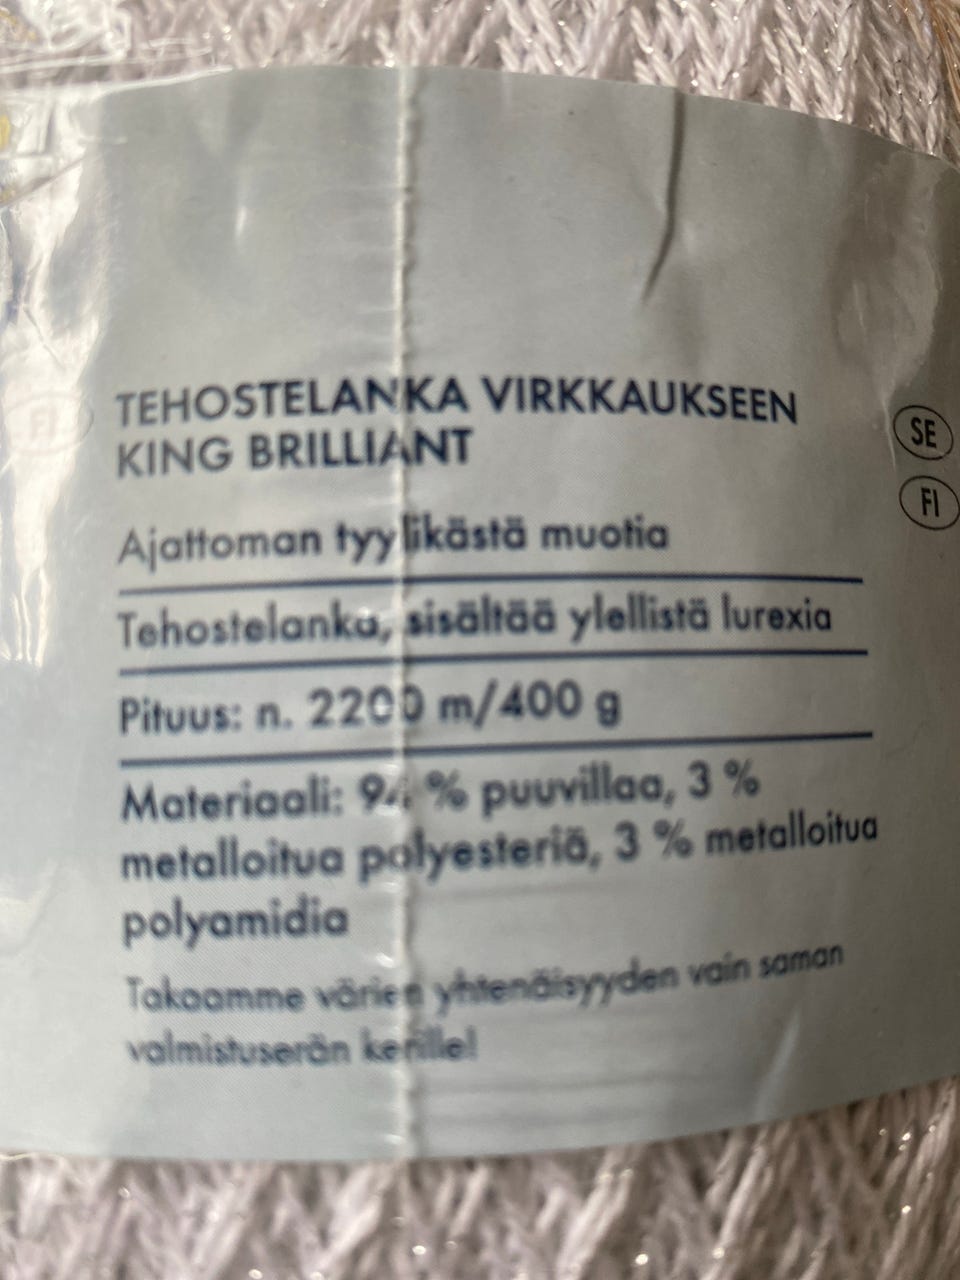 TEHOSTELANKA VIRKKAUKSEEN
KING BRILLIANT
Ajattoman tyylikästä muotia
Tehostelanka, sisältää ylellistä lurexia
Pituus: n. 2200 m/400 g
Materiaali: 94 % puuvillaa, 3 %
metalloitua polyesteriä, 3 % metalloitua
polyamidia
Takaamme värien yhtenäisyyden vain saman
valmistuserän kerille!
SE
FI
FI